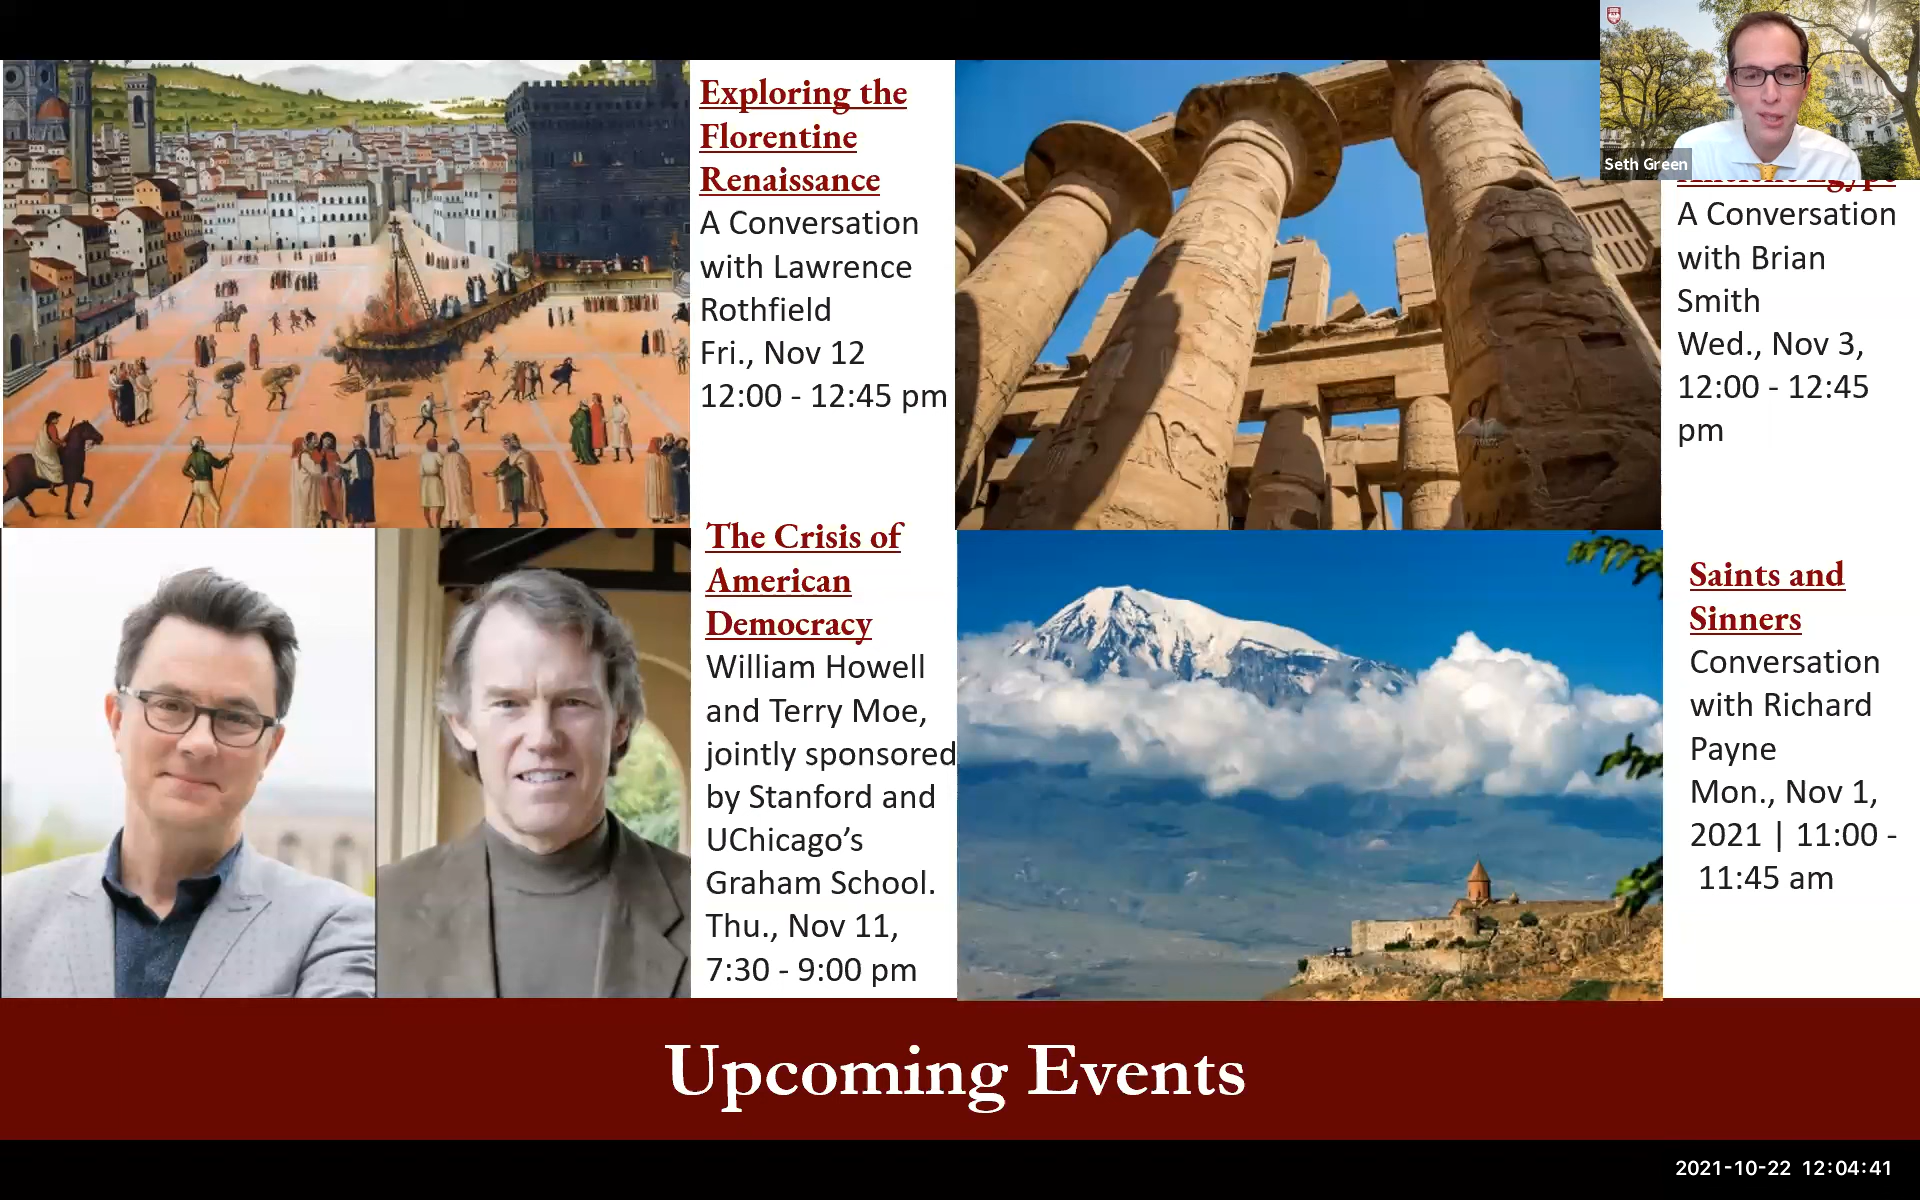 Exploring the
Florentine
Renaissance
A Conversation
with Lawrence
Rothfield
Fri., Nov 12
12:00 - 12:45 pm
Seth Green
Ancient Egypt
A Conversation
with Brian
Smith
Wed., Nov 3,
12:00 - 12:45
pm
The Crisis of
American
Democracy
William Howell
and Terry Moe,
jointly sponsored
by Stanford and
UChicago’s
Graham School.
Thu., Nov 11,
7:30 - 9:00 pm
Saints and
Sinners
Conversation
with Richard
Payne
Mon., Nov 1,
2021 | 11:00 -
11:45 am
Upcoming Events
2021-10-22 12:04:41